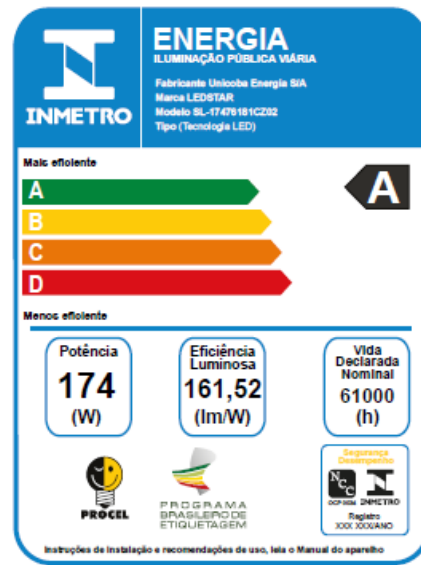 ENERGIA
ILUMINAÇÃO PÚBLICA VIÁRIA
Fabricante Unicoba Energia S/A
Marca LEDSTAR
Modelo SL-17476181CZ02
Tipo (Tecnologia LED)
INMETRO
Mais eficiente
A
A
B
C
D
Menos eficiente
Potência
174
(W)
Eficiência
Luminosa
161,52
(lm/W)
Vida
Declarada
Nominal
61000
(h)
PROCEL
PROGRAMA
BRASILEIRO DE
ETIQUETAGEM
Segurança
Desempenho
NCC
INMETRO
Registro
XXX XXX/ANO
Instruções de Instalação e recomendações de uso, leia o Manual do aparelho